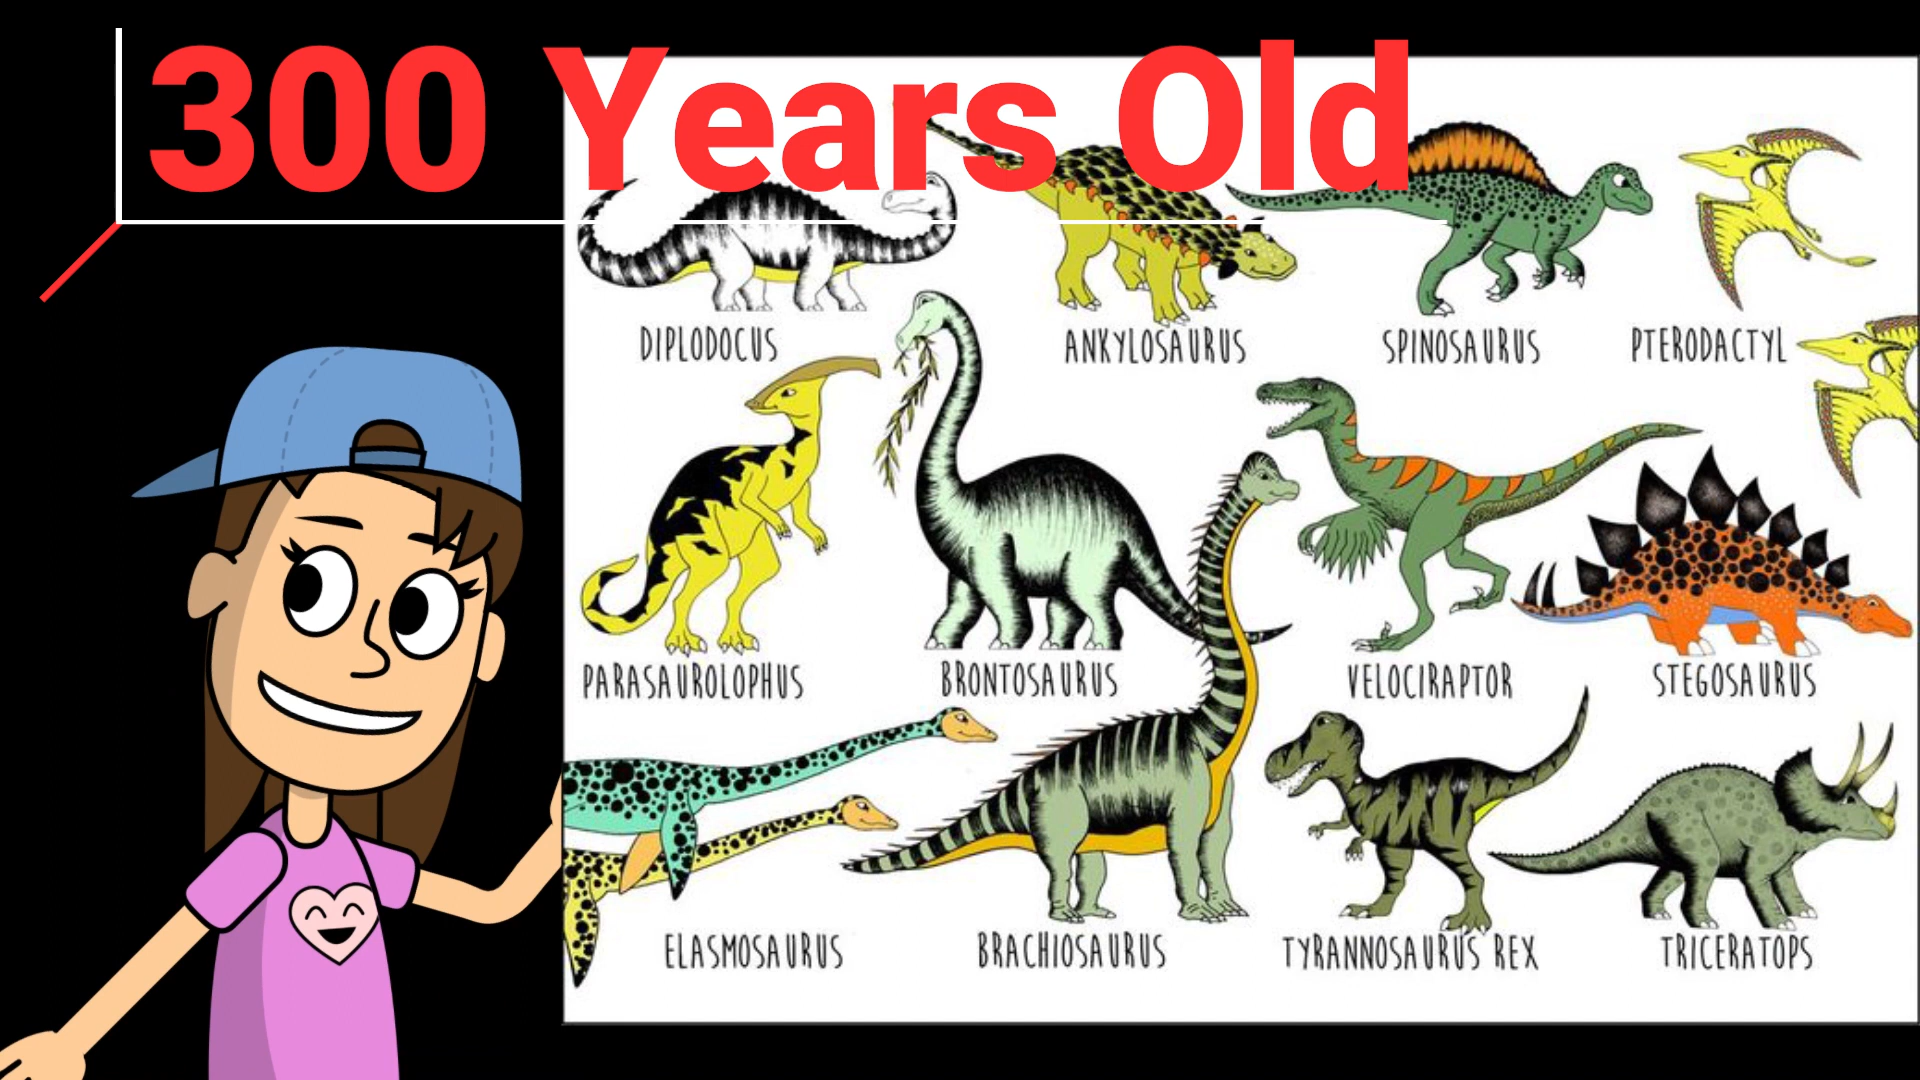 300 Years Old
DIPLODOCUS
ANKYLOSAURUS
SPINOSAURUS
PTERODACTYL
PARASAUROLOPHUS
BRONTOSAURUS
VELOCIRAPTOR
STEGOSAURUS
ELASMOSAURUS
BRACHIOSAURUS
TYRANNOSAURUS REX
TRICERATOPS